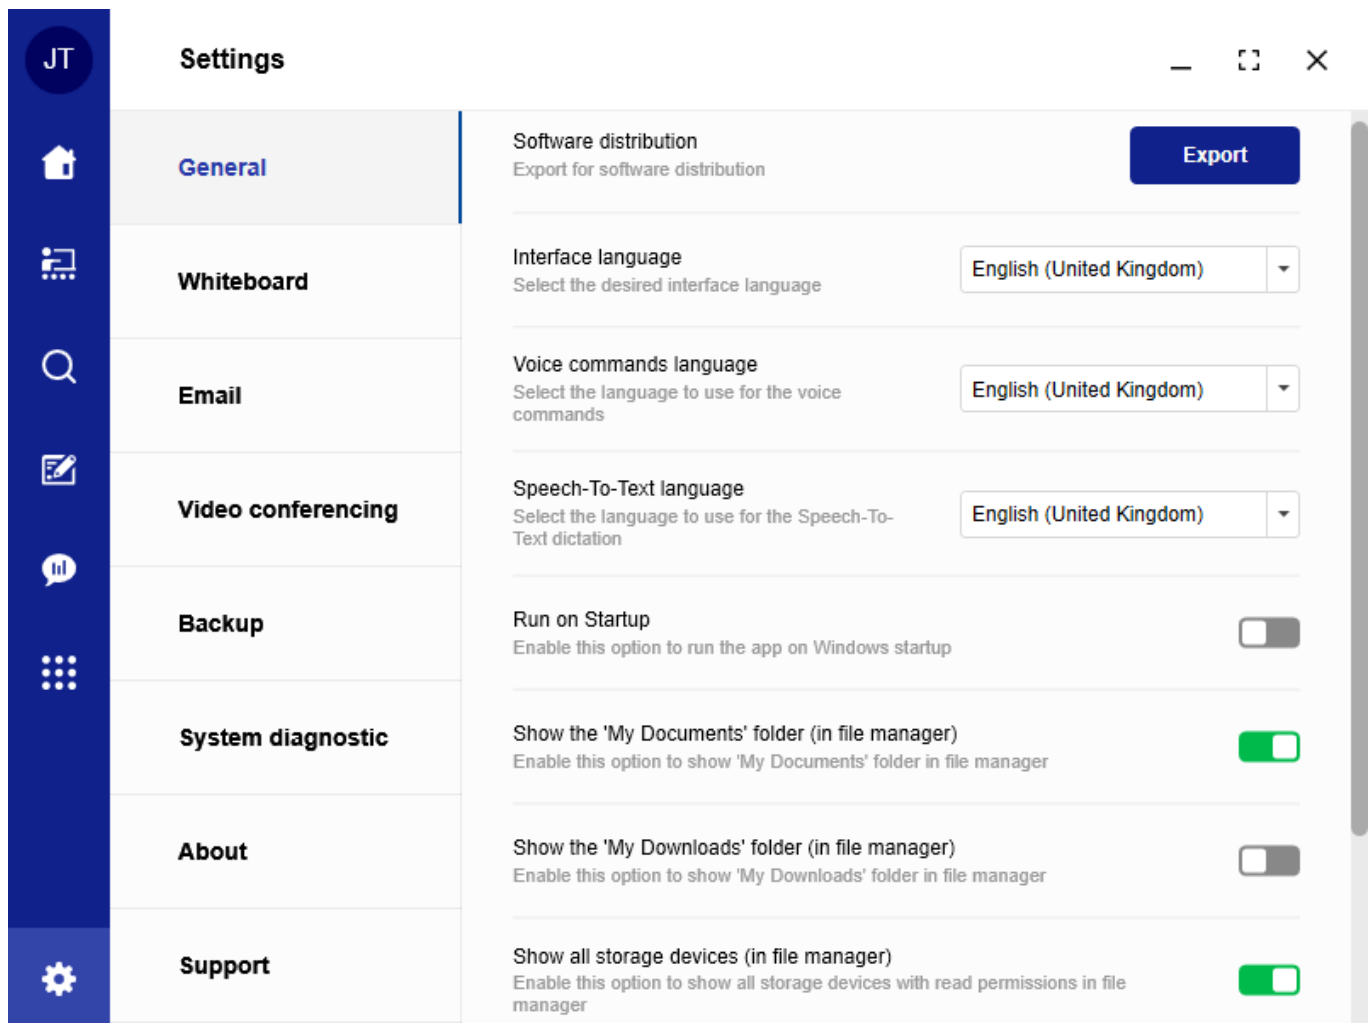 JT
Settings
General
Whiteboard
Email
Video conferencing
Backup
System diagnostic
About
Support
Software distribution
Export for software distribution
Export
Interface language
Select the desired interface language
English (United Kingdom)
Voice commands language
Select the language to use for the voice
commands
English (United Kingdom)
Speech-To-Text language
Select the language to use for the Speech-To-
Text dictation
English (United Kingdom)
Run on Startup
Enable this option to run the app on Windows startup
Show the 'My Documents' folder (in file manager)
Enable this option to show 'My Documents' folder in file manager
Show the 'My Downloads' folder (in file manager)
Enable this option to show 'My Downloads' folder in file manager
Show all storage devices (in file manager)
Enable this option to show all storage devices with read permissions in file
manager